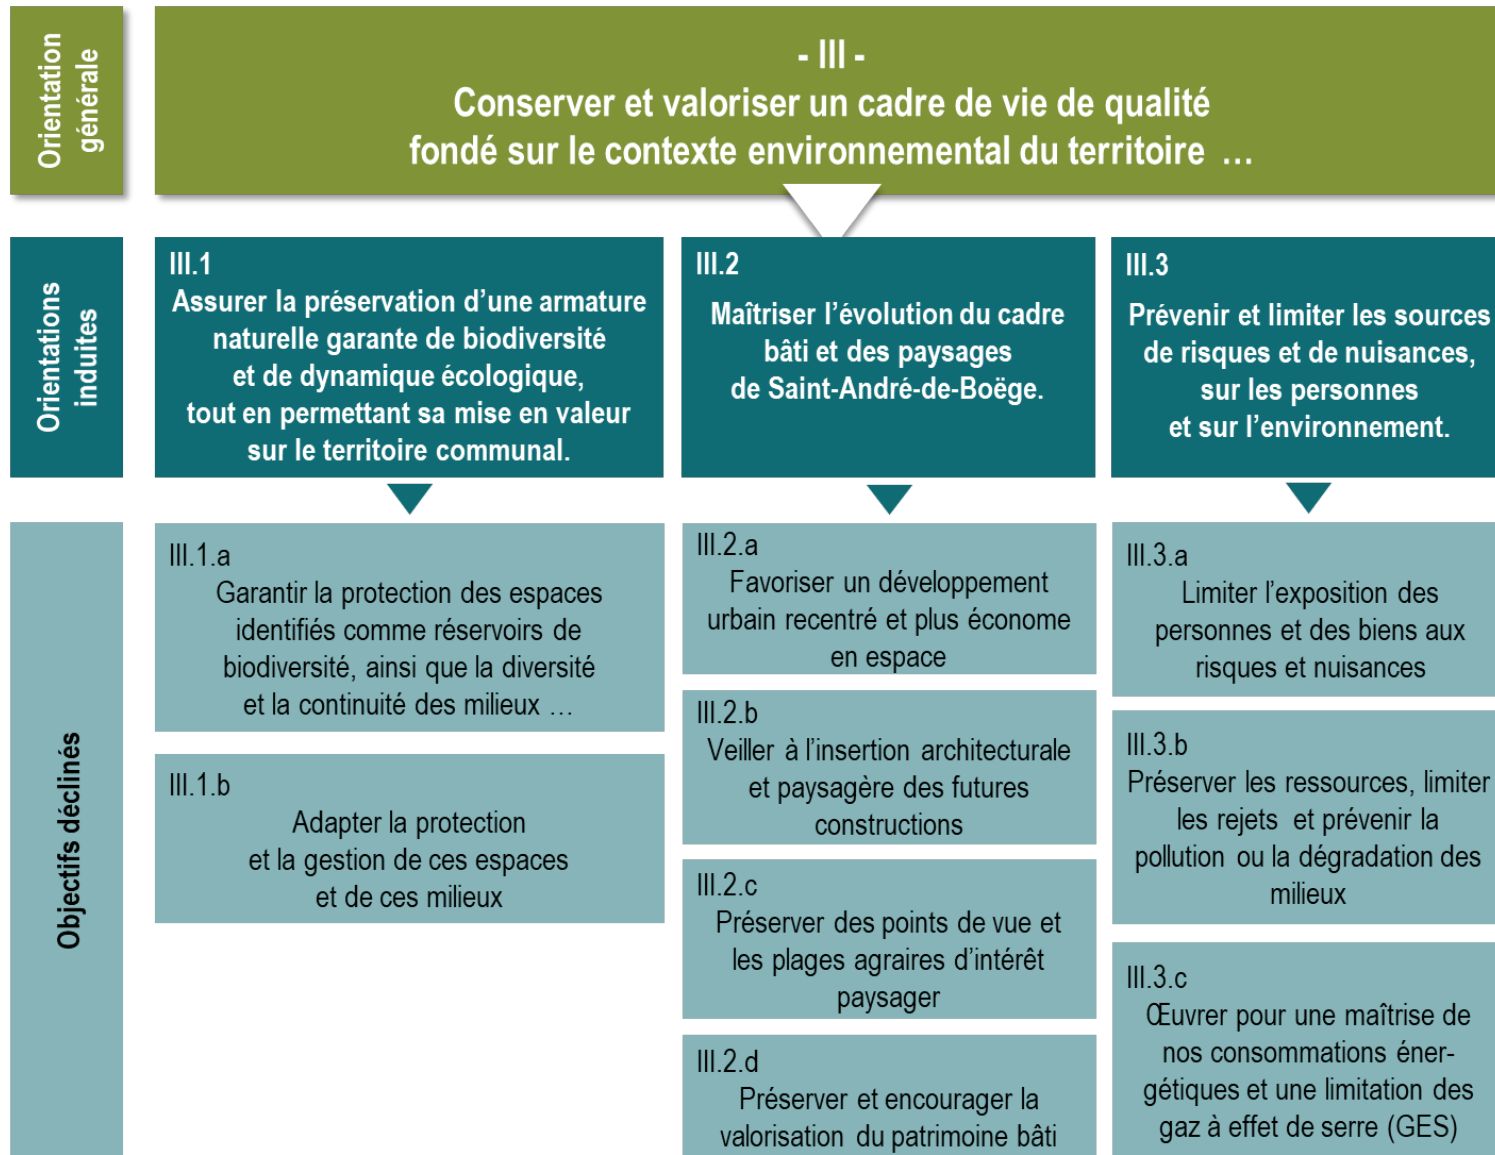 Orientation
générale
- III -
Conserver et valoriser un cadre de vie de qualité
fondé sur le contexte environnemental du territoire …
Orientations
induites
III.1
Assurer la préservation d’une armature
naturelle garante de biodiversité
et de dynamique écologique,
tout en permettant sa mise en valeur
sur le territoire communal.
III.2
Maîtriser l’évolution du cadre
bâti et des paysages
de Saint-André-de-Boëge.
III.3
Prévenir et limiter les sources
de risques et de nuisances,
sur les personnes
et sur l’environnement.
Objectifs déclinés
III.1.a
Garantir la protection des espaces
identifiés comme réservoirs de
biodiversité, ainsi que la diversité
et la continuité des milieux …
III.1.b
Adapter la protection
et la gestion de ces espaces
et de ces milieux
III.2.a
Favoriser un développement
urbain recentré et plus économe
en espace
III.2.b
Veiller à l’insertion architecturale
et paysagère des futures
constructions
III.2.c
Préserver des points de vue et
les plages agraires d’intérêt
paysager
III.2.d
Préserver et encourager la
valorisation du patrimoine bâti
III.3.a
Limiter l’exposition des
personnes et des biens aux
risques et nuisances
III.3.b
Préserver les ressources, limiter
les rejets et prévenir la
pollution ou la dégradation des
milieux
III.3.c
Œuvrer pour une maîtrise de
nos consommations éner-
gétiques et une limitation des
gaz à effet de serre (GES)